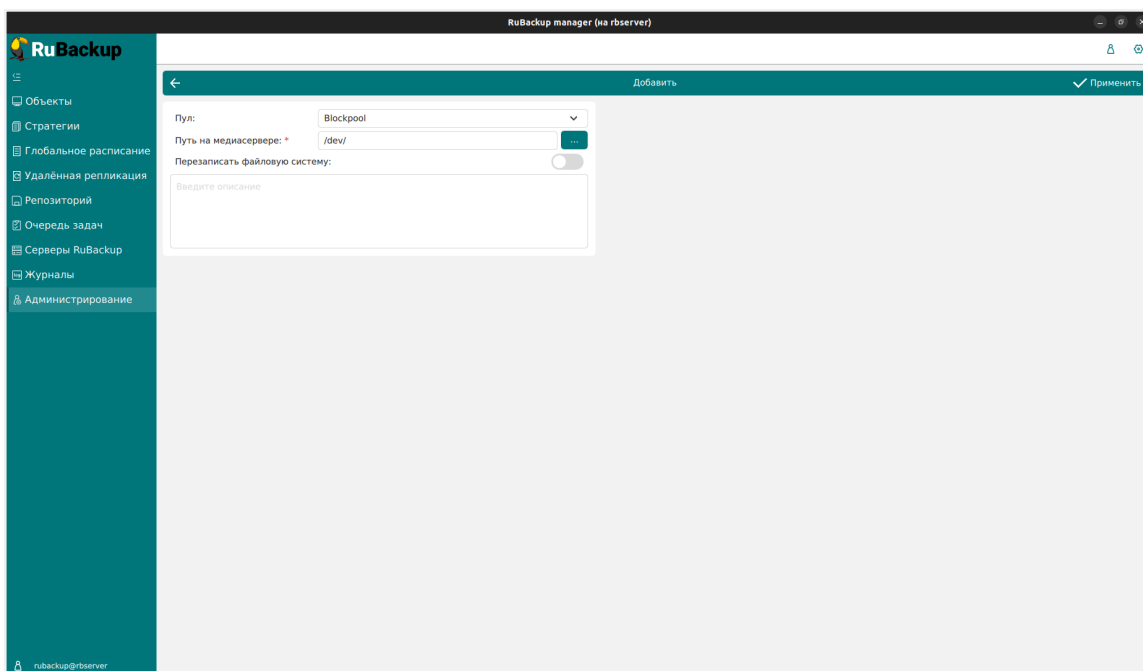 RuBackup manager (на rbserver)
RuBackup
Объекты
Стратегии
Глобальное расписание
Удалённая репликация
Репозиторий
Очередь задач
Серверы RuBackup
Журналы
Администрирование
rubackup@rbserver
Добавить
Применить
Пул:
Blockpool
Путь на медиасервере: *
/dev/
...
Перезаписать файловую систему:
Введите описание